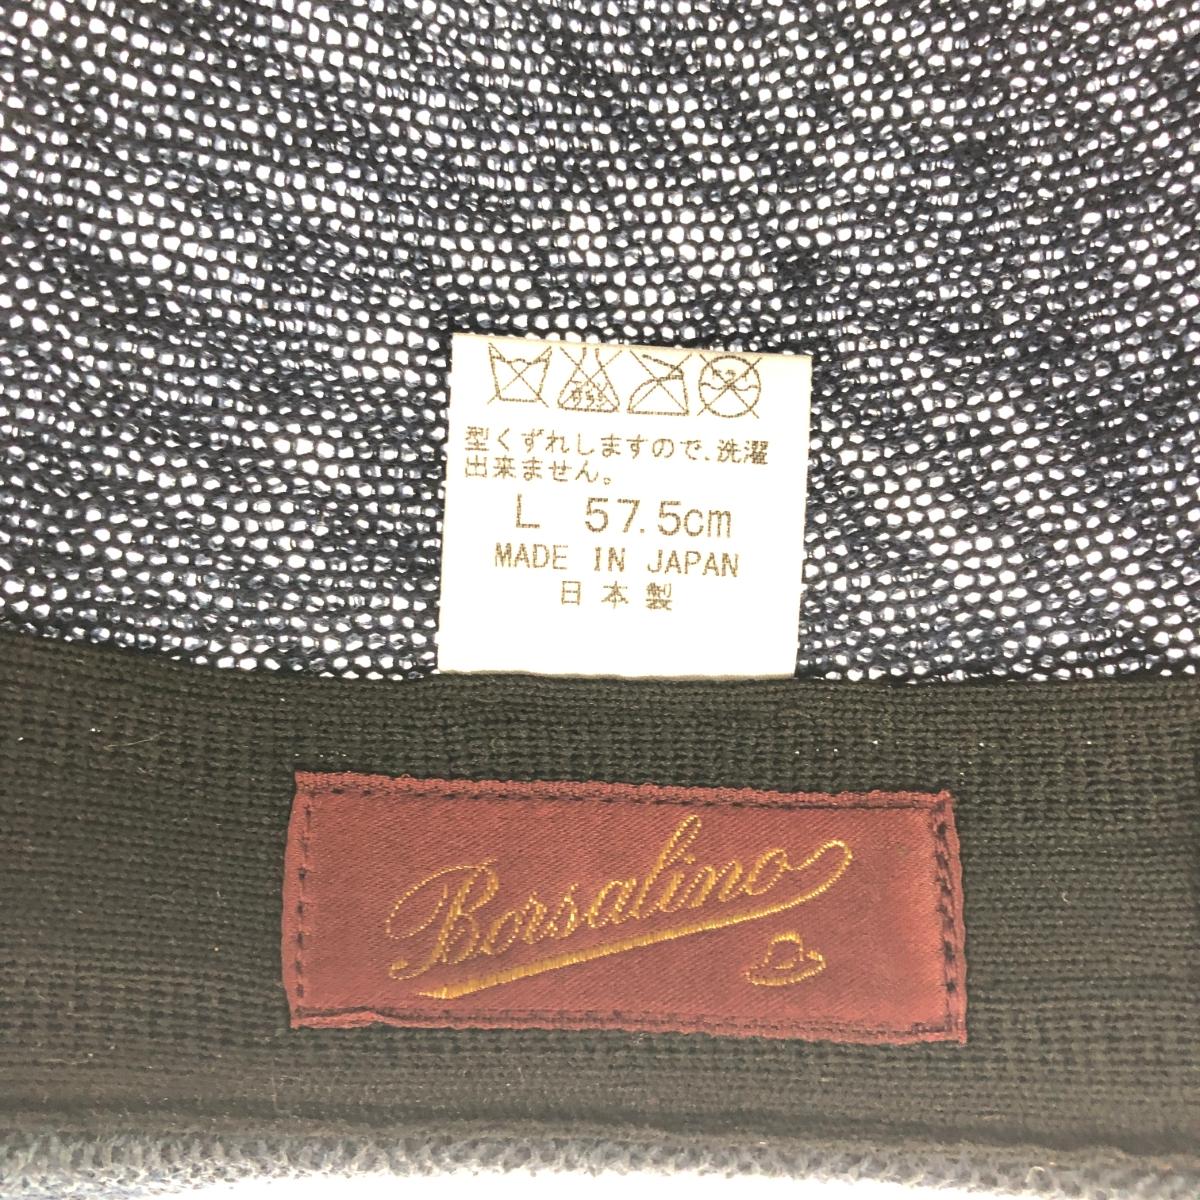 型くずれしますので、洗濯
出来ません。
L 57.5cm
MADE IN JAPAN
日本製
Borsalino